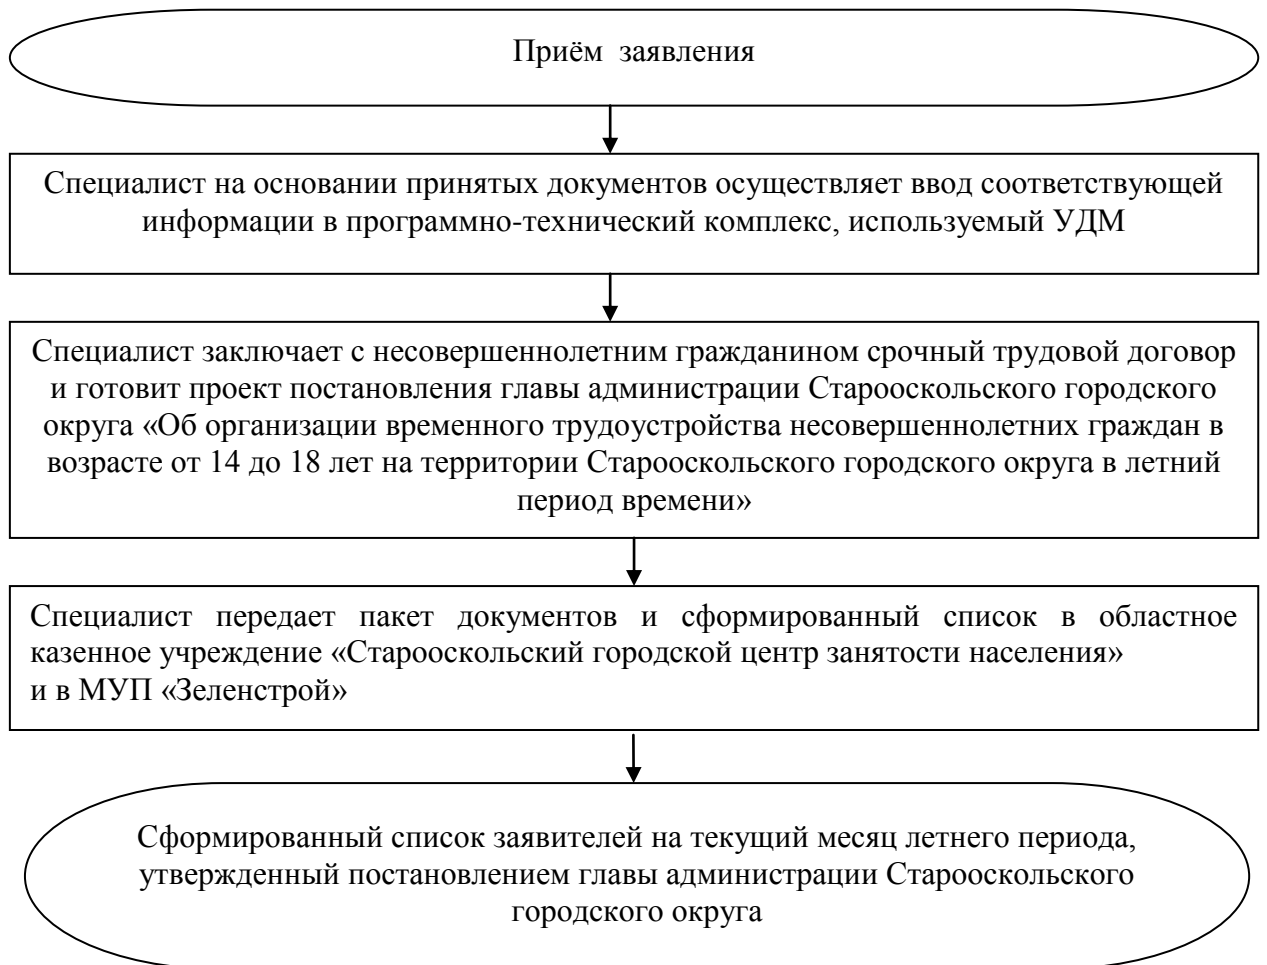 Приём заявления
Специалист на основании принятых документов осуществляет ввод соответствующей
информации в программно-технический комплекс, используемый УДМ
Специалист заключает с несовершеннолетним гражданином срочный трудовой договор
и готовит проект постановления главы администрации Старооскольского городского
округа «Об организации временного трудоустройства несовершеннолетних граждан в
возрасте от 14 до 18 лет на территории Старооскольского городского округа в летний
период времени»
Специалист передает пакет документов и сформированный список в областное
казенное учреждение «Старооскольский городской центр занятости населения»
и в МУП «Зеленстрой»
Сформированный список заявителей на текущий месяц летнего периода,
утвержденный постановлением главы администрации Старооскольского
городского округа